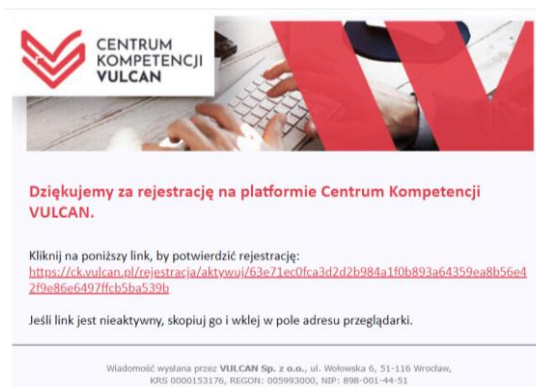 CENTRUM
KOMPETENCJI
VULCAN
Dziękujemy za rejestrację na platformie Centrum Kompetencji
VULCAN.
Kliknij na poniższy link, by potwierdzić rejestrację:
https://ck.vulcan.pl/rejestracja/aktywuj/63e71ec0fca3d2d2b984a1f0b893a64359ea8b56e4
2f9e86e6497ffcb5ba539b
Jeśli link jest nieaktywny, skopiuj go i wklej w pole adresu przeglądarki.
Wiadomość wysłana przez VULCAN Sp. z o.o., ul. Wołowska 6, 51-116 Wrocław,
KRS 0000153176, REGON: 005993000, NIP: 898-001-44-51